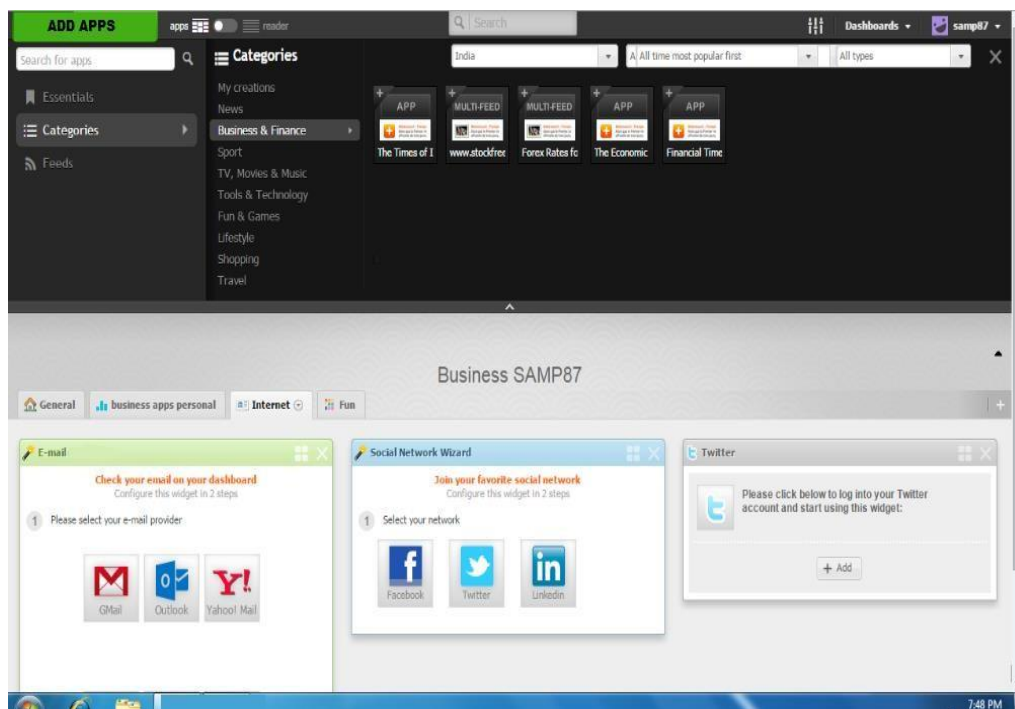 ADD APPS
apps
reader
Search
Dashboards
samp87
Search for apps
Categories
India
A All time most popular first
All types
X
Essentials
Categories
Feeds
My creations
News
Business & Finance
Sport
TV, Movies & Music
Tools & Technology
Fun & Games
Lifestyle
Shopping
Travel
APP
MULTI-FEED
MULTI-FEED
APP
APP
The Times of I
www.stockfree
Forex Rates fo
The Economic
Financial Time
Business SAMP87
General
business apps personal
Internet
Fun
E-mail
Check your email on your dashboard
Configure this widget in 2 steps
1 Please select your e-mail provider
GMail
Outlook
Yahoo! Mail
Social Network Wizard
Join your favorite social network
Configure this widget in 2 steps
1 Select your network
Facebook
Twitter
Linkedin
Twitter
Please click below to log into your Twitter
account and start using this widget:
+ Add
7:48 PM